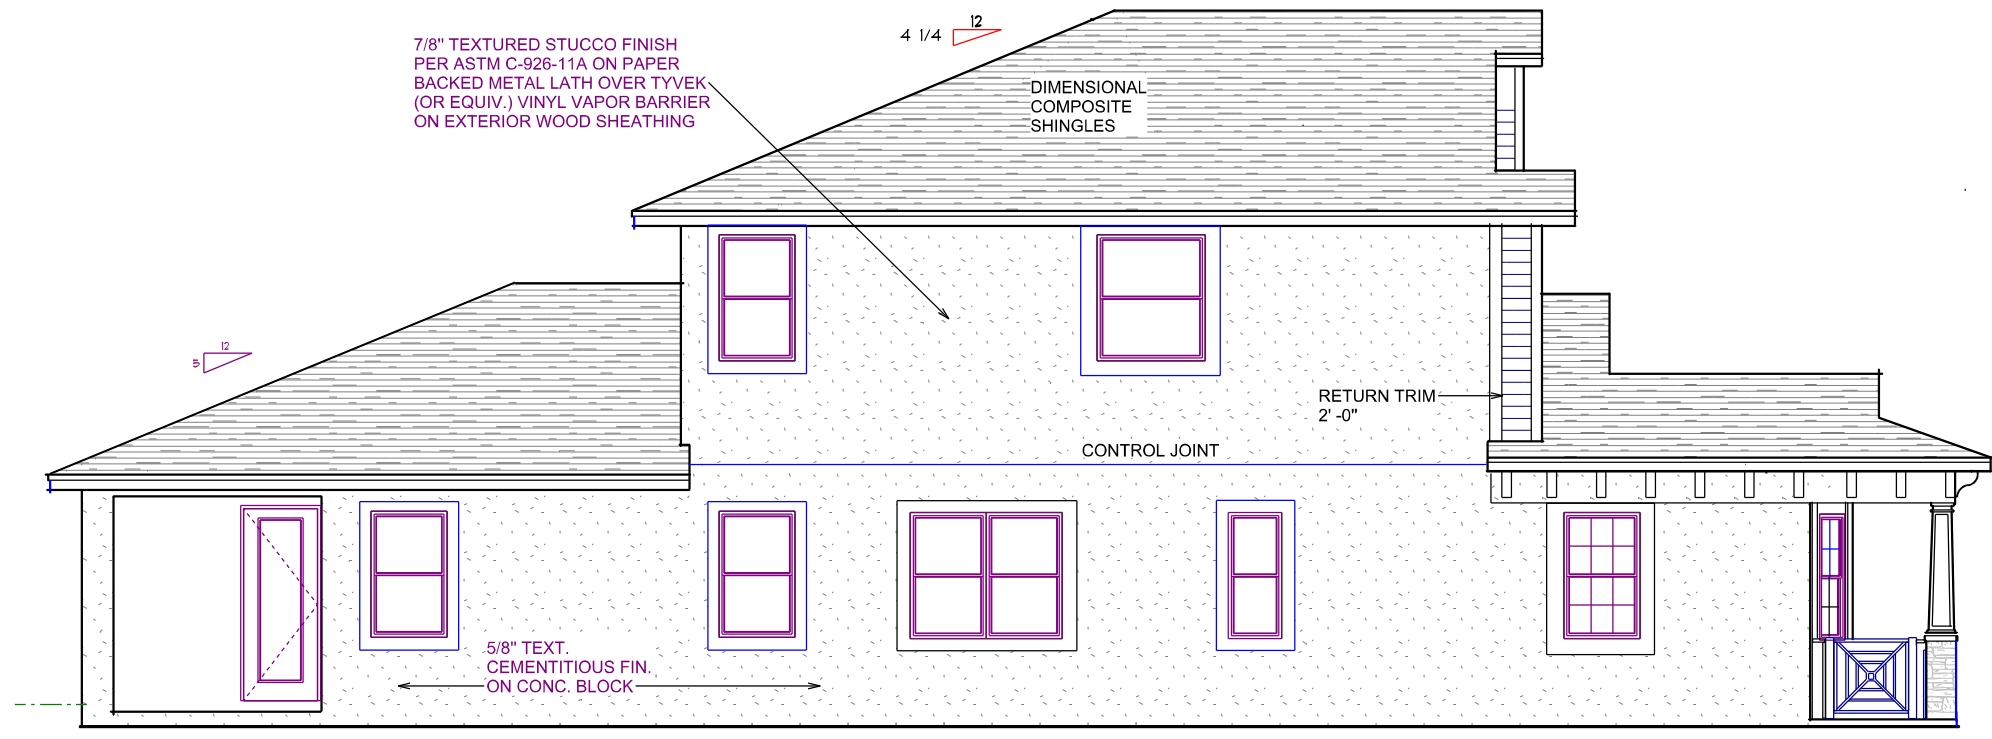 7/8" TEXTURED STUCCO FINISH
PER ASTM C-926-11A ON PAPER
BACKED METAL LATH OVER TYVEK
(OR EQUIV.) VINYL VAPOR BARRIER
ON EXTERIOR WOOD SHEATHING
12
4 1/4
DIMENSIONAL
COMPOSITE
SHINGLES
12
5"
RETURN TRIM
2' -0"
CONTROL JOINT
5/8" TEXT.
CEMENTITIOUS FIN.
ON CONC. BLOCK